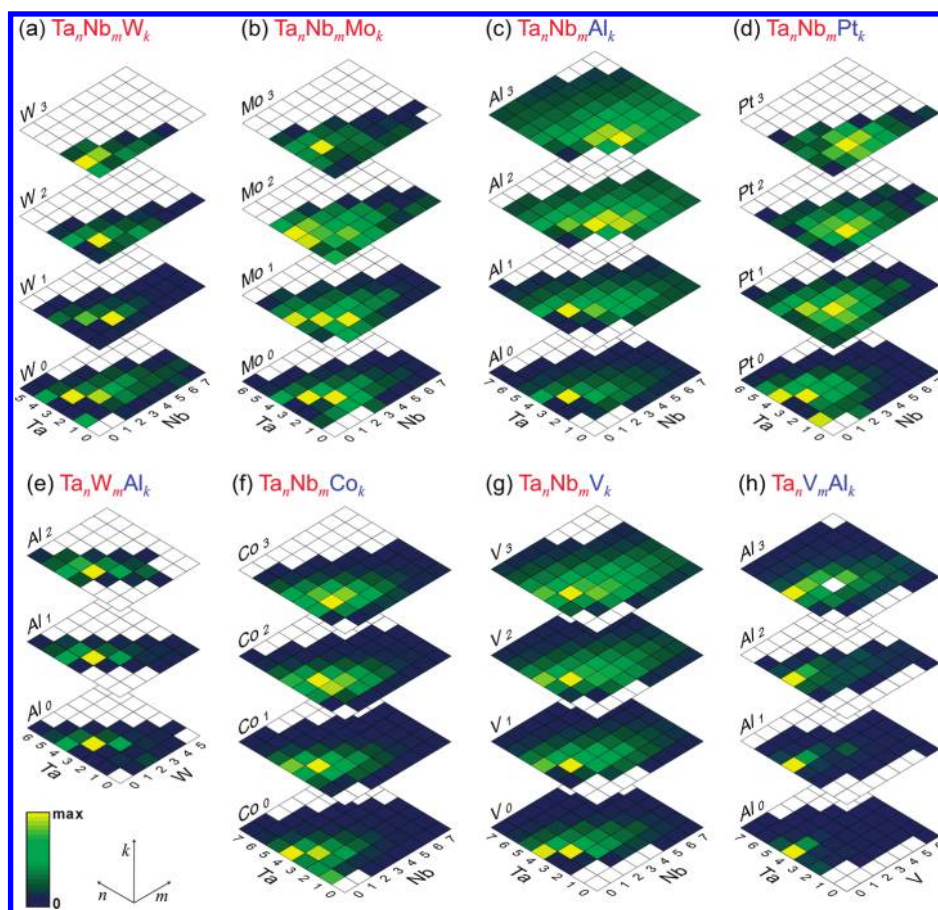 (a) TaₙNbₘWₖ
(b) TaₙNbₘMoₖ
(c) TaₙNbₘAlₖ
(d) TaₙNbₘPtₖ
W 3
W 2
W 1
W 0
5 4 3 2 1 0
Ta
0 1 2 3 4 5 6 7
Nb
Mo 3
Mo 2
Mo 1
Mo 0
6 5 4 3 2 1 0
Ta
0 1 2 3 4 5 6 7
Nb
Al 3
Al 2
Al 1
Al 0
7 6 5 4 3 2 1 0
Ta
0 1 2 3 4 5 6 7
Nb
Pt 3
Pt 2
Pt 1
Pt 0
6 5 4 3 2 1 0
Ta
0 1 2 3 4 5 6 7
Nb
(e) TaₙWₘAlₖ
(f) TaₙNbₘCoₖ
(g) TaₙNbₘVₖ
(h) TaₙVₘAlₖ
Al 2
Al 1
Al 0
6 5 4 3 2 1 0
Ta
0 1 2 3 4 5
W
Co 3
Co 2
Co 1
Co 0
7 6 5 4 3 2 1 0
Ta
0 1 2 3 4 5 6 7
Nb
V 3
V 2
V 1
V 0
7 6 5 4 3 2 1 0
Ta
0 1 2 3 4 5 6 7
Nb
Al 3
Al 2
Al 1
Al 0
6 5 4 3 2 1 0
Ta
0 1 2 3 4 5 6
V
max
0
k
n
m